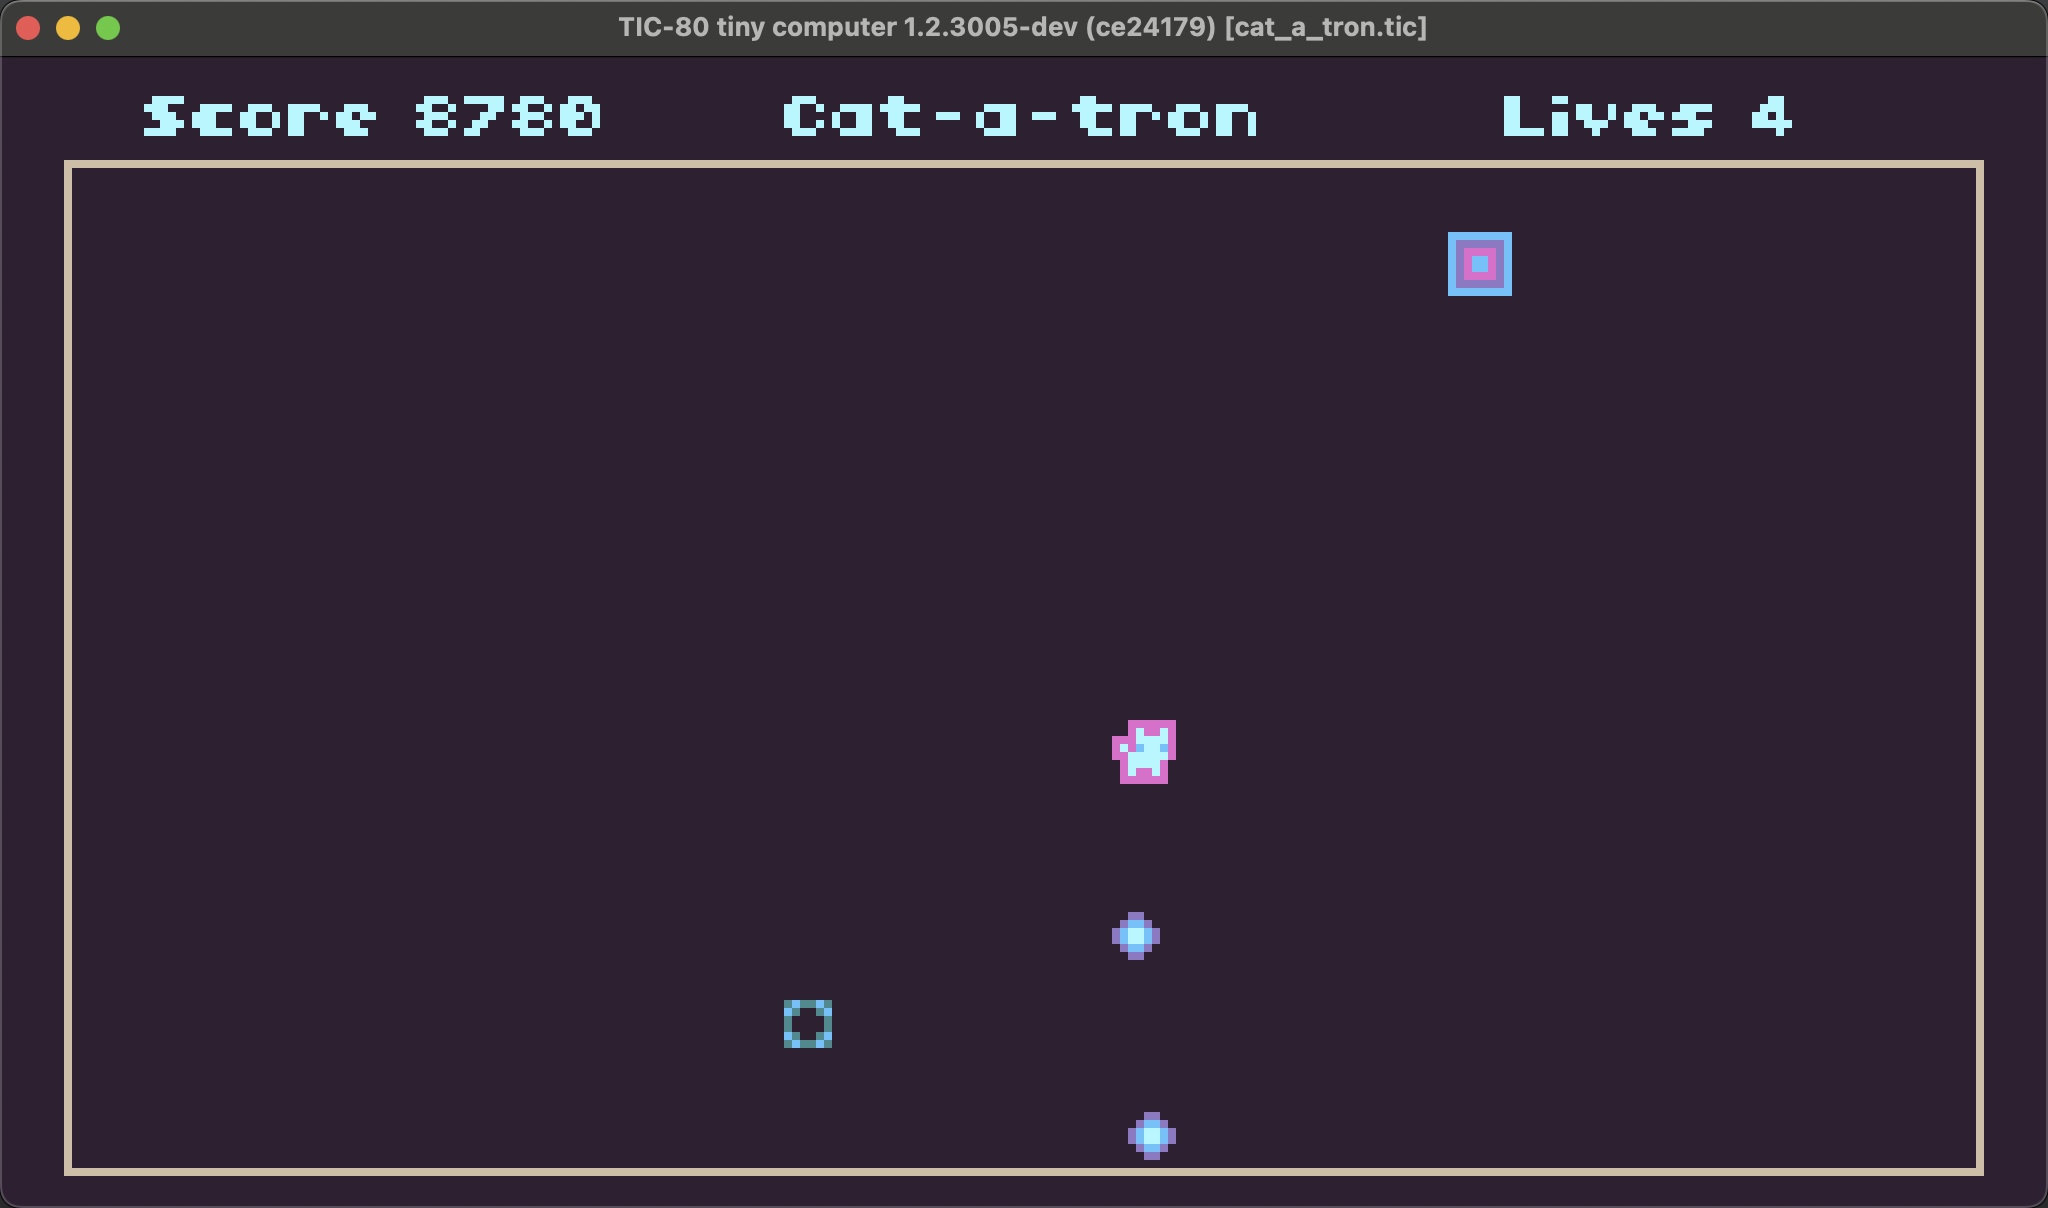 TIC-80 tiny computer 1.2.3005-dev (ce24179) [cat_a_tron.tic]
Score 8780 Cat-a-tron Lives 4